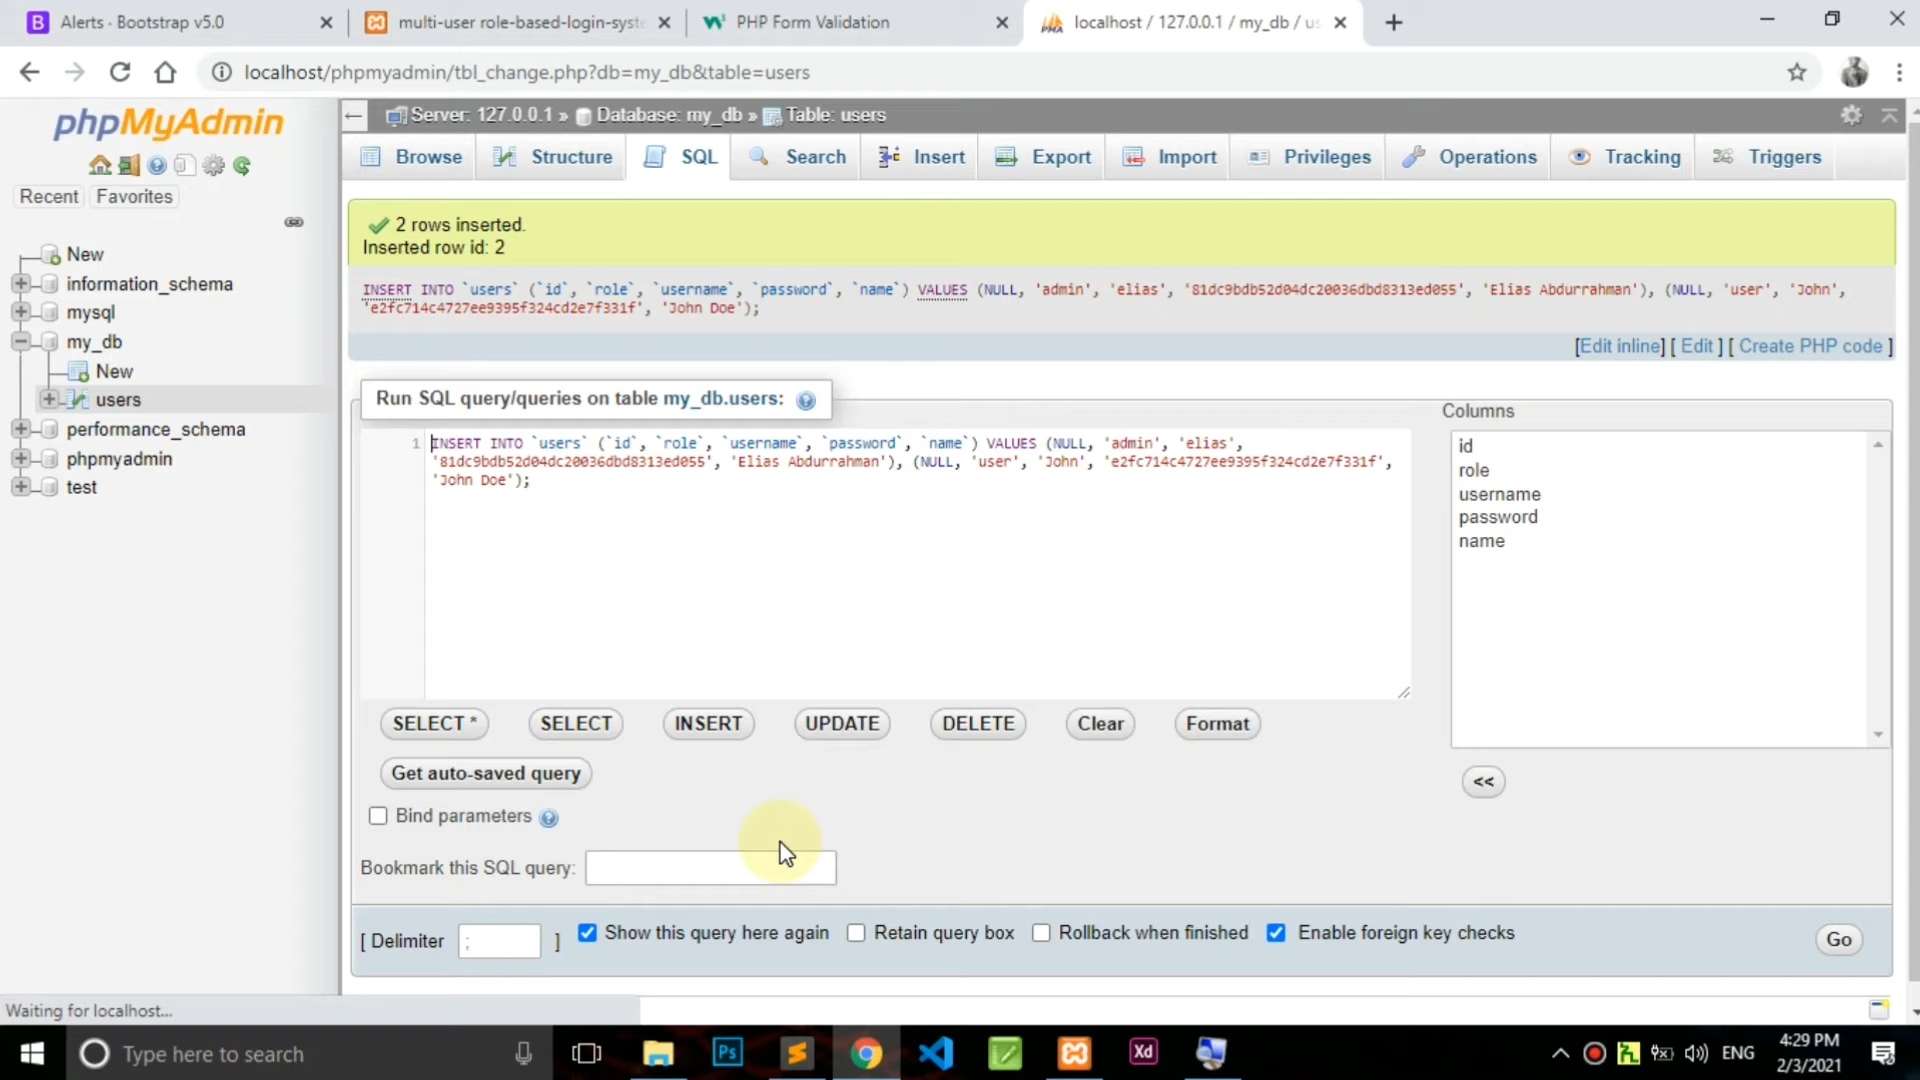 Alerts · Bootstrap v5.0
multi-user role-based-login-syste
PHP Form Validation
localhost / 127.0.0.1 / my_db / us
localhost/phpmyadmin/tbl_change.php?db=my_db&table=users
phpMyAdmin
Recent
Favorites
New
information_schema
mysql
my_db
New
users
performance_schema
phpmyadmin
test
Server: 127.0.0.1 » Database: my_db » Table: users
Browse
Structure
SQL
Search
Insert
Export
Import
Privileges
Operations
Tracking
Triggers
2 rows inserted.
Inserted row id: 2
INSERT INTO `users` (`id`, `role`, `username`, `password`, `name`) VALUES (NULL, 'admin', 'elias', '81dc9bdb52d04dc20036dbd8313ed055', 'Elias Abdurrahman'), (NULL, 'user', 'John',
'e2fc714c4727ee9395f324cd2e7f331f', 'John Doe');
[Edit inline] [ Edit ] [ Create PHP code ]
Run SQL query/queries on table my_db.users:
1 INSERT INTO `users` (`id`, `role`, `username`, `password`, `name`) VALUES (NULL, 'admin', 'elias',
'81dc9bdb52d04dc20036dbd8313ed055', 'Elias Abdurrahman'), (NULL, 'user', 'John', 'e2fc714c4727ee9395f324cd2e7f331f',
'John Doe');
Columns
id
role
username
password
name
SELECT *
SELECT
INSERT
UPDATE
DELETE
Clear
Format
Get auto-saved query
<<
Bind parameters
Bookmark this SQL query:
[ Delimiter ; ]
Show this query here again
Retain query box
Rollback when finished
Enable foreign key checks
Go
Waiting for localhost...
Type here to search
Ps
Xd
ENG
4:29 PM
2/3/2021